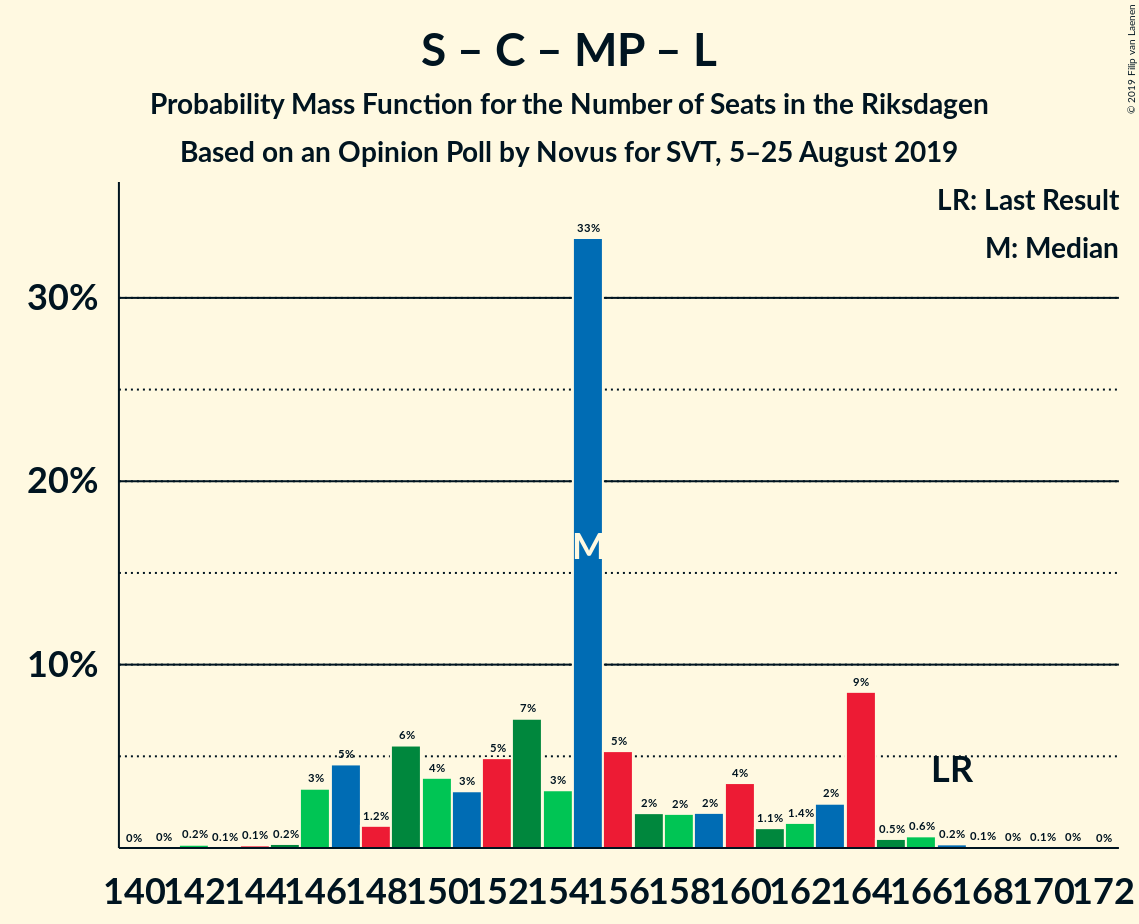 S – C – MP – L
Probability Mass Function for the Number of Seats in the Riksdagen
Based on an Opinion Poll by Novus for SVT, 5–25 August 2019
© 2019 Filip van Laenen
LR: Last Result
M: Median
30%
20%
10%
0% 0% 0.2% 0.1% 0.1% 0.2% 3% 5% 1.2% 6% 4% 3% 5% 7% 3% 33% 5% 2% 2% 2% 4% 1.1% 1.4% 2% 9% 0.5% 0.6% 0.2% 0.1% 0% 0.1% 0% 0%
M
LR
140 142 144 146 148 150 152 154 156 158 160 162 164 166 168 170 172